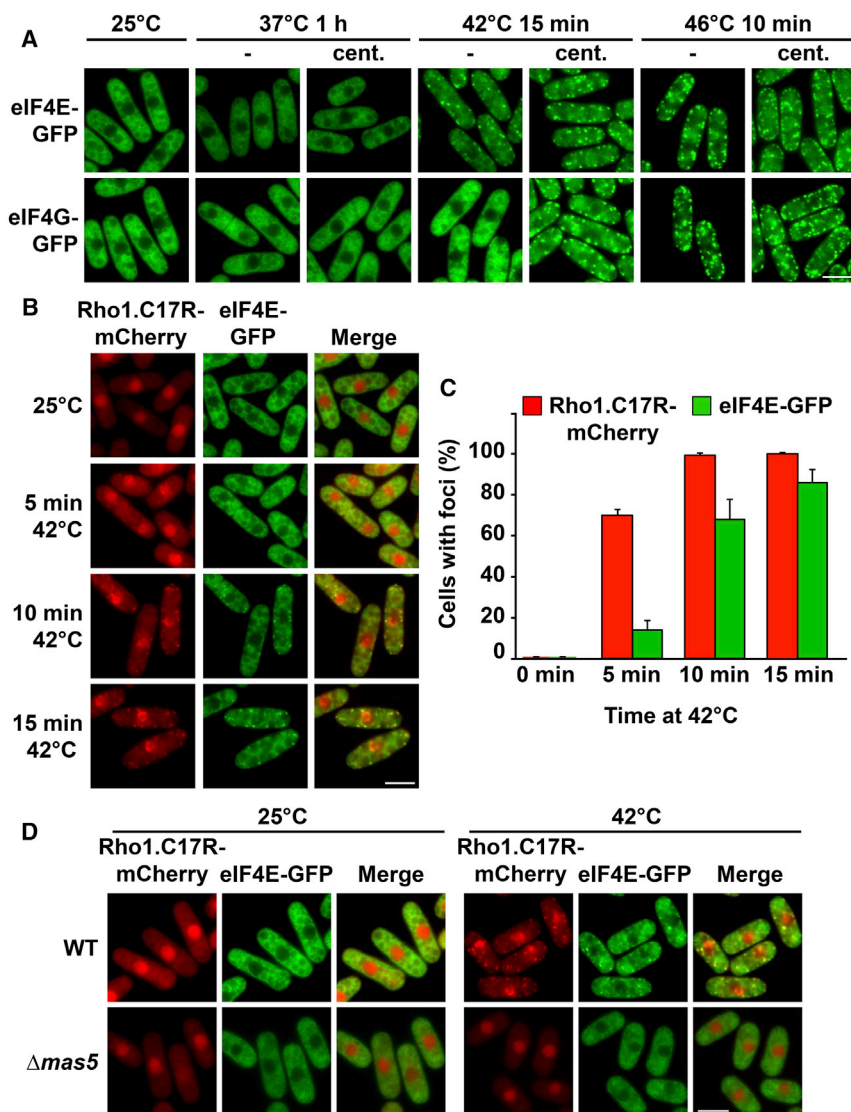 A
25°C 37°C 1 h 42°C 15 min 46°C 10 min
- cent. - cent. - cent.
eIF4E-
GFP
eIF4G-
GFP
B
Rho1.C17R-
mCherry
eIF4E-
GFP
Merge
25°C
5 min
42°C
10 min
42°C
15 min
42°C
C
Rho1.C17R-
mCherry
eIF4E-GFP
Cells with foci (%)
100
80
60
40
20
0
0 min 5 min 10 min 15 min
Time at 42°C
D
25°C 42°C
Rho1.C17R-
mCherry eIF4E-GFP Merge
Rho1.C17R-
mCherry eIF4E-GFP Merge
WT
Δmas5